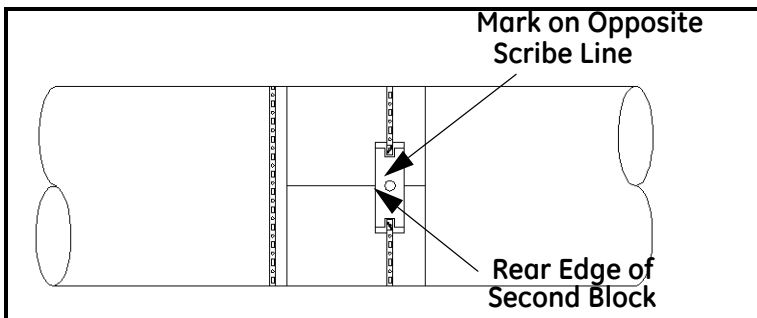 Mark on Opposite
Scribe Line
Rear Edge of
Second Block